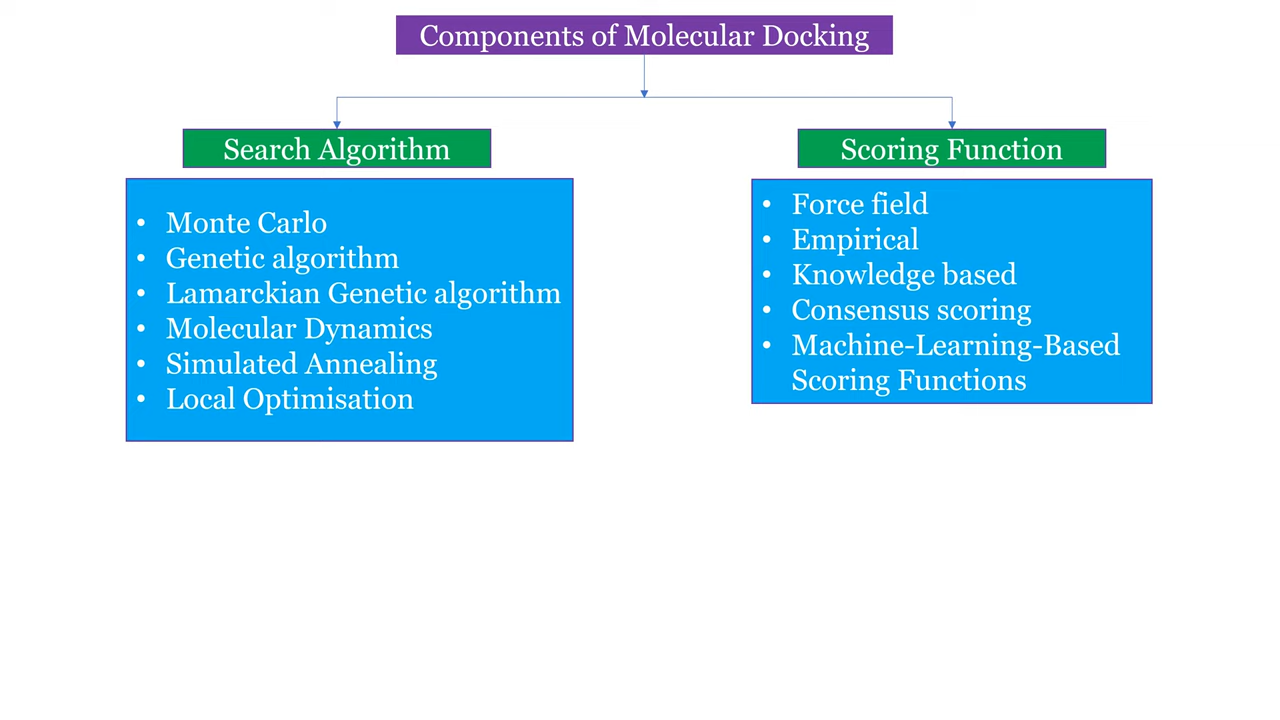 Components of Molecular Docking
Search Algorithm
• Monte Carlo
• Genetic algorithm
• Lamarckian Genetic algorithm
• Molecular Dynamics
• Simulated Annealing
• Local Optimisation
Scoring Function
• Force field
• Empirical
• Knowledge based
• Consensus scoring
• Machine-Learning-Based
Scoring Functions